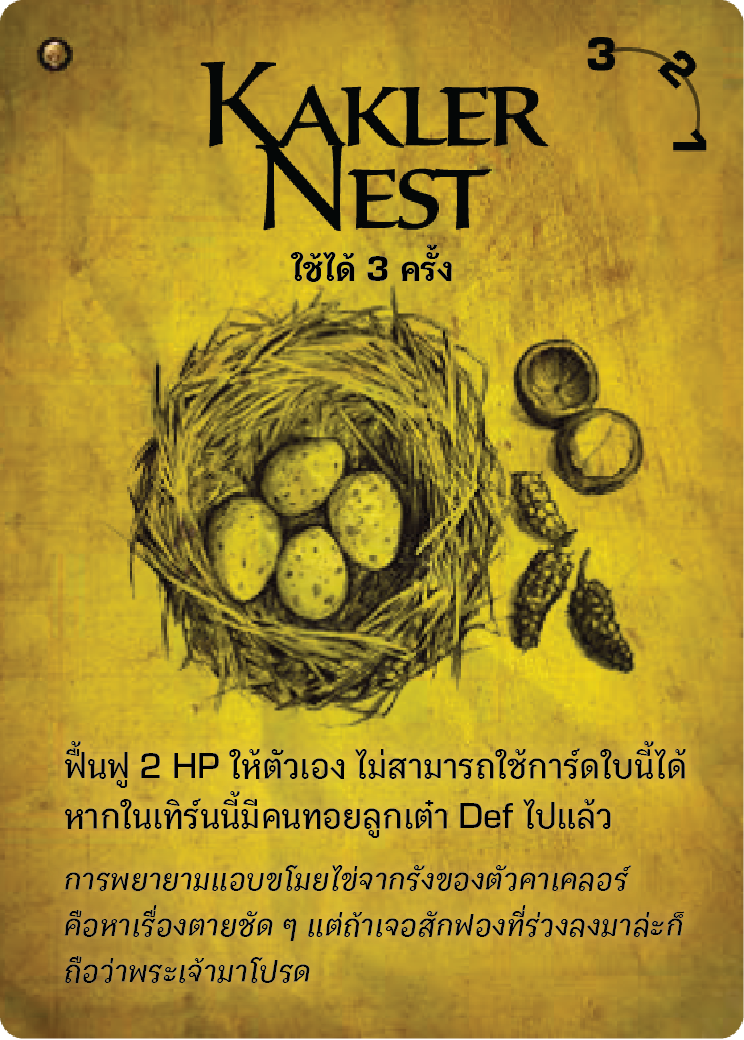 3
2
1
KAKLER
NEST
ใช้ได้ 3 ครั้ง
ฟื้นฟู 2 HP ให้ตัวเอง ไม่สามารถใช้การ์ดใบนี้ได้
หากในเทิร์นนี้มีคนทอยลูกเต๋า Def ไปแล้ว
การพยายามแอบขโมยไข่จากรังของตัวคาเคลอร์
คือหาเรื่องตายชัด ๆ แต่ถ้าเจอสักฟองที่ร่วงลงมาล่ะก็
ถือว่าพระเจ้ามาโปรด